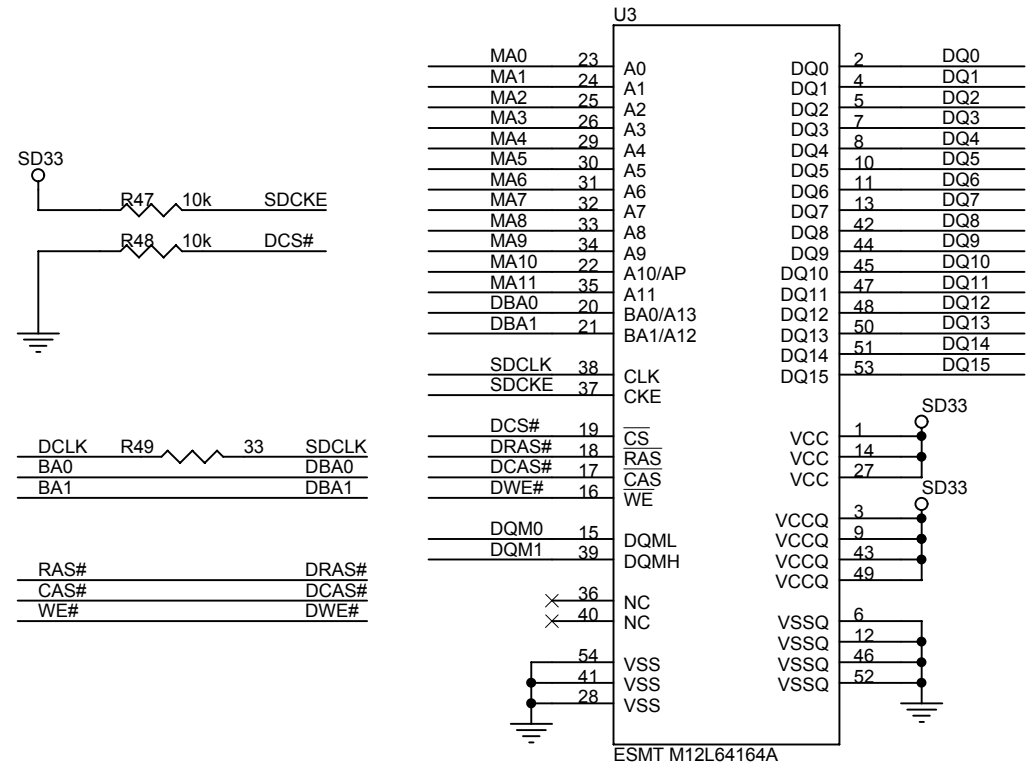 U3
MA0 23 A0 DQ0 2 DQ0
MA1 24 A1 DQ1 4 DQ1
MA2 25 A2 DQ2 5 DQ2
MA3 26 A3 DQ3 7 DQ3
MA4 29 A4 DQ4 8 DQ4
MA5 30 A5 DQ5 10 DQ5
MA6 31 A6 DQ6 11 DQ6
MA7 32 A7 DQ7 13 DQ7
MA8 33 A8 DQ8 42 DQ8
MA9 34 A9 DQ9 44 DQ9
MA10 22 A10/AP DQ10 45 DQ10
MA11 35 A11 DQ11 47 DQ11
DBA0 20 BA0/A13 DQ12 48 DQ12
DBA1 21 BA1/A12 DQ13 50 DQ13
DQ14 51 DQ14
SDCLK 38 CLK DQ15 53 DQ15
SDCKE 37 CKE
SD33
DCS# 19 CS VCC 1
DRAS# 18 RAS VCC 14
DCAS# 17 CAS VCC 27
DWE# 16 WE
SD33
VCCQ 3
DQM0 15 DQML VCCQ 9
DQM1 39 DQMH VCCQ 43
VCCQ 49
36 NC
40 NC VSSQ 6
VSSQ 12
54 VSS VSSQ 46
41 VSS VSSQ 52
28 VSS
ESMT M12L64164A
SD33
R47 10k SDCKE
R48 10k DCS#
DCLK R49 33 SDCLK
BA0 DBA0
BA1 DBA1
RAS# DRAS#
CAS# DCAS#
WE# DWE#